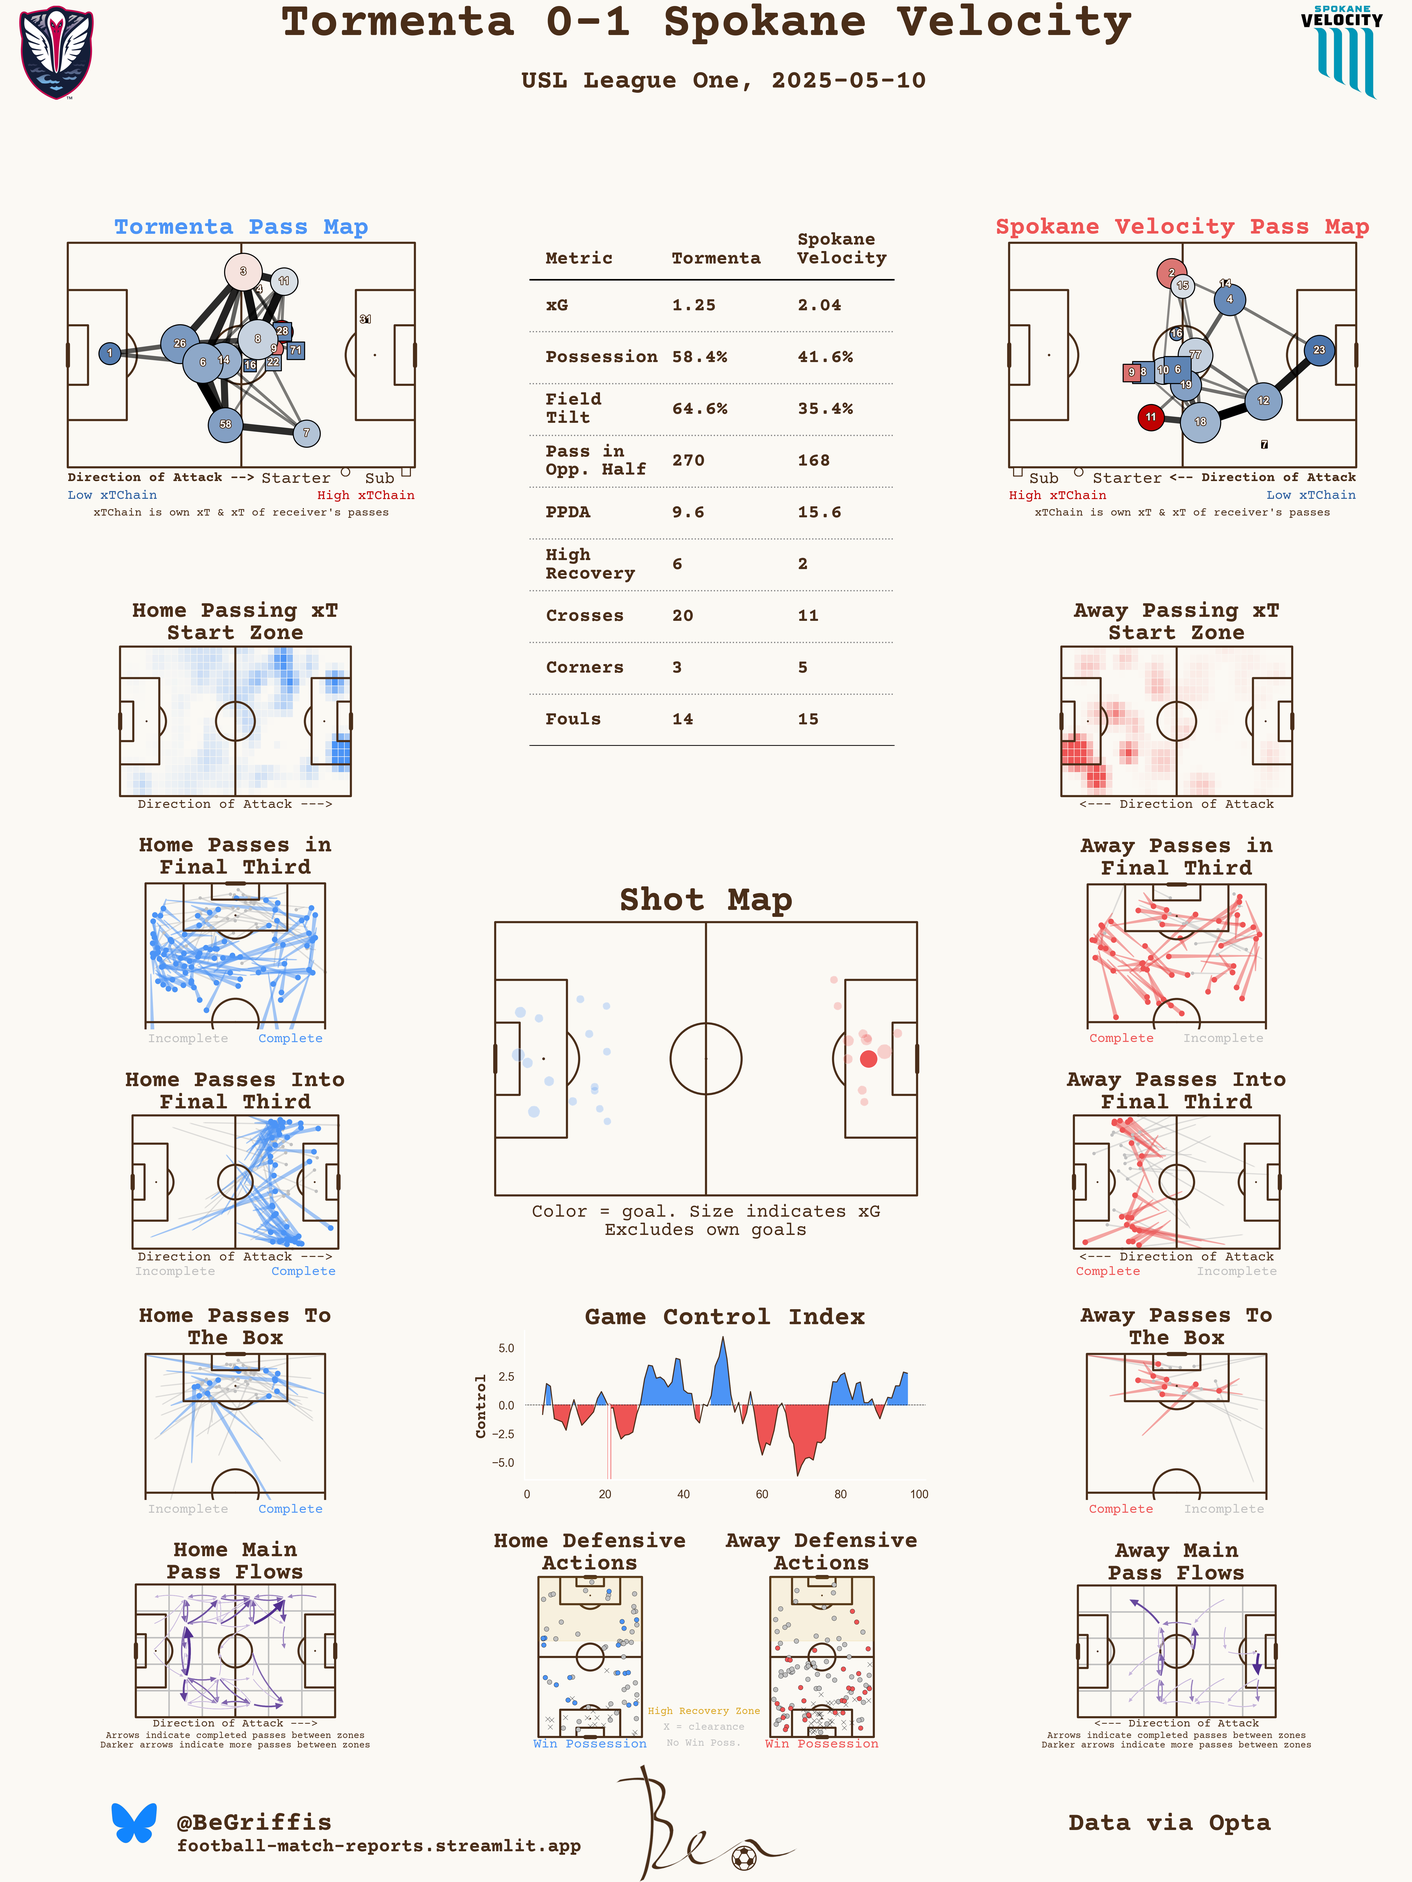 Tormenta 0-1 Spokane Velocity
USL League One, 2025-05-10
SPOKANE
VELOCITY
Tormenta Pass Map
3
11
4
31
28
8
26
9
71
1
6
14
16
22
58
7
Direction of Attack --> Starter Sub
Low xTChain High xTChain
xTChain is own xT & xT of receiver's passes
Metric Tormenta Spokane Velocity
xG 1.25 2.04
Possession 58.4% 41.6%
Field Tilt 64.6% 35.4%
Pass in Opp. Half 270 168
PPDA 9.6 15.6
High Recovery 6 2
Crosses 20 11
Corners 3 5
Fouls 14 15
Spokane Velocity Pass Map
2
15
14
4
16
77
23
9
8
10
6
19
12
11
18
7
Sub Starter <-- Direction of Attack
High xTChain Low xTChain
xTChain is own xT & xT of receiver's passes
Home Passing xT
Start Zone
Direction of Attack --->
Away Passing xT
Start Zone
<--- Direction of Attack
Home Passes in
Final Third
Incomplete Complete
Shot Map
Color = goal. Size indicates xG
Excludes own goals
Away Passes in
Final Third
Complete Incomplete
Home Passes Into
Final Third
Direction of Attack --->
Incomplete Complete
Away Passes Into
Final Third
<--- Direction of Attack
Complete Incomplete
Home Passes To
The Box
Incomplete Complete
Game Control Index
Control
5.0
2.5
0.0
−2.5
−5.0
0 20 40 60 80 100
Away Passes To
The Box
Complete Incomplete
Home Main
Pass Flows
Direction of Attack --->
Arrows indicate completed passes between zones
Darker arrows indicate more passes between zones
Home Defensive
Actions
Win Possession
High Recovery Zone
X = clearance
No Win Poss.
Away Defensive
Actions
Win Possession
Away Main
Pass Flows
<--- Direction of Attack
Arrows indicate completed passes between zones
Darker arrows indicate more passes between zones
@BeGriffis
football-match-reports.streamlit.app
Ben
Data via Opta